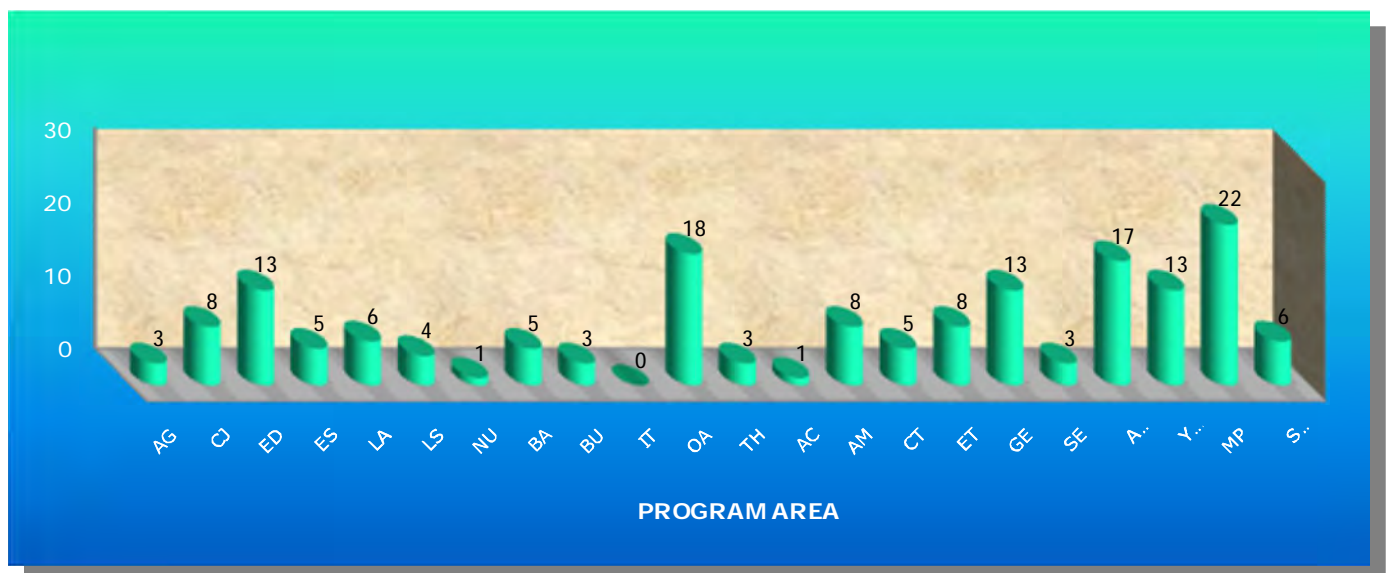 30
20
10
0
3 8 13 5 6 4 1 5 3 0 18 3 1 8 5 8 13 3 17 13 22 6
AG CJ ED ES LA LS NU BA BU IT OA TH AC AM CT ET GE SE A... Y... MP S...
PROGRAM AREA